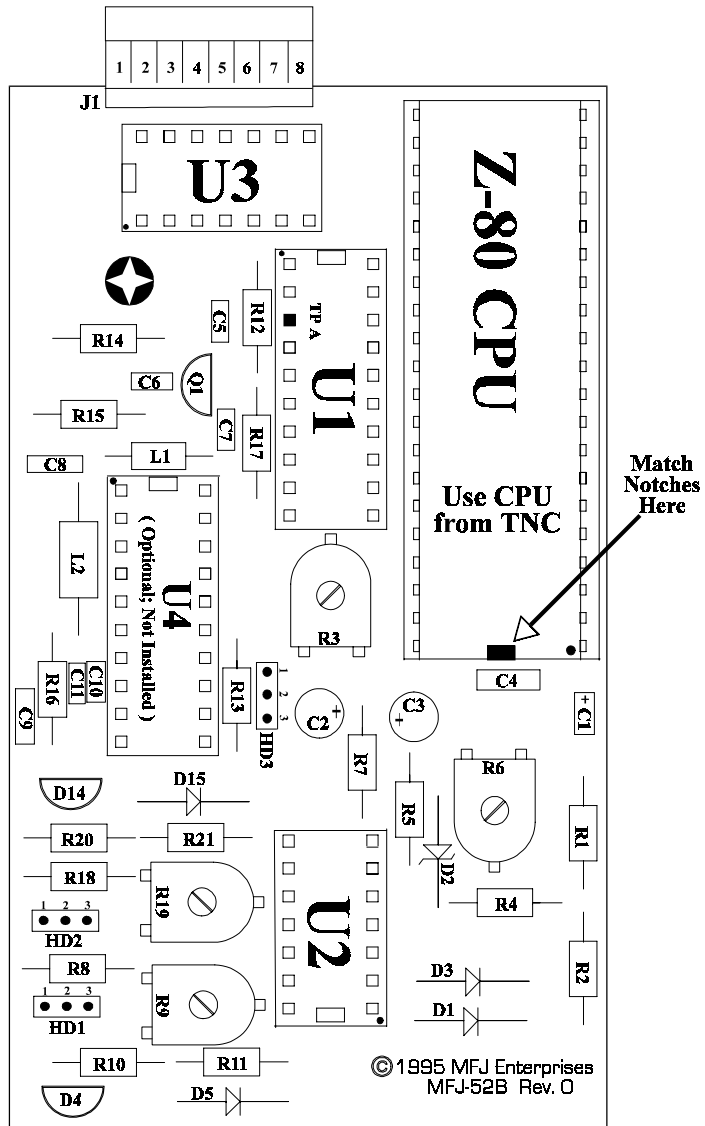 1 2 3 4 5 6 7 8
J1
U3
Z-80 CPU
Use CPU
from TNC
Match
Notches
Here
TP A
U1
R12
C5
R14
C6
Q1
R15
C7
R17
L1
C8
L2
U4
( Optional; Not Installed )
R3
C4
R16
C11
C10
C9
R13
1
2
3
HD3
C2
+
C3
+
+ C1
R7
R6
R5
D2
R1
D14
D15
R20
R21
R18
R19
1 2 3
HD2
U2
R4
R8
R2
D3
1 2 3
HD1
R9
D1
R10
R11
D4
D5
© 1995 MFJ Enterprises
MFJ-52B Rev. 0